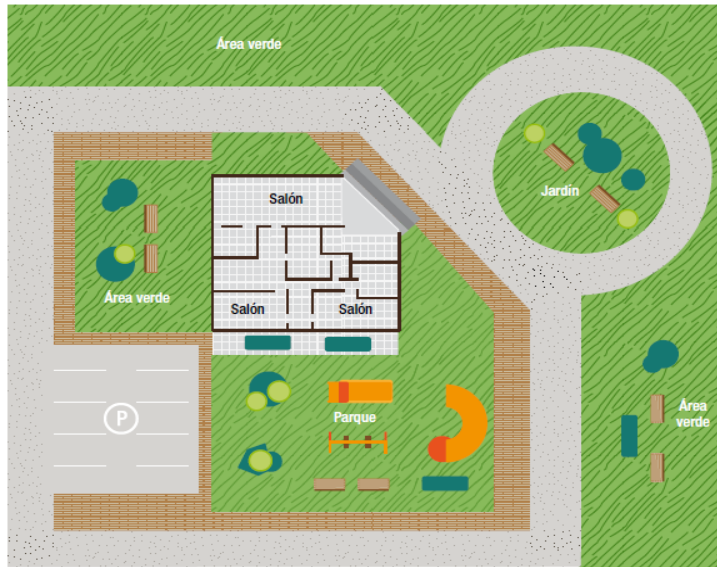 Área verde
Jardín
Salón
Área verde
Salón
Salón
P
Parque
Área
verde